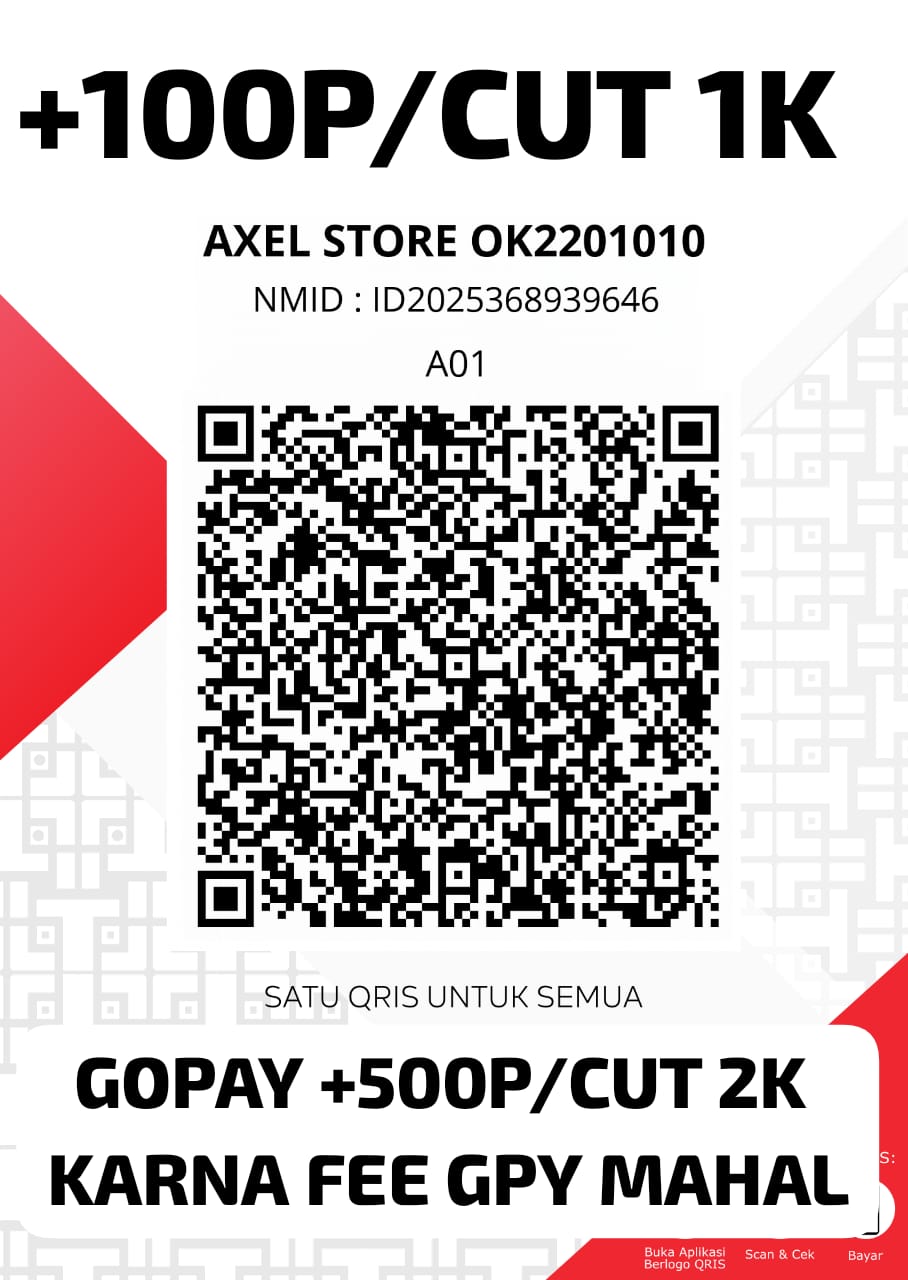 +100P/CUT 1K
AXEL STORE OK2201010
NMID : ID2025368939646
A01
SATU QRIS UNTUK SEMUA
GOPAY +500P/CUT 2K
KARNA FEE GPY MAHAL
S:
Buka Aplikasi
Berlogo QRIS
Scan & Cek
Bayar